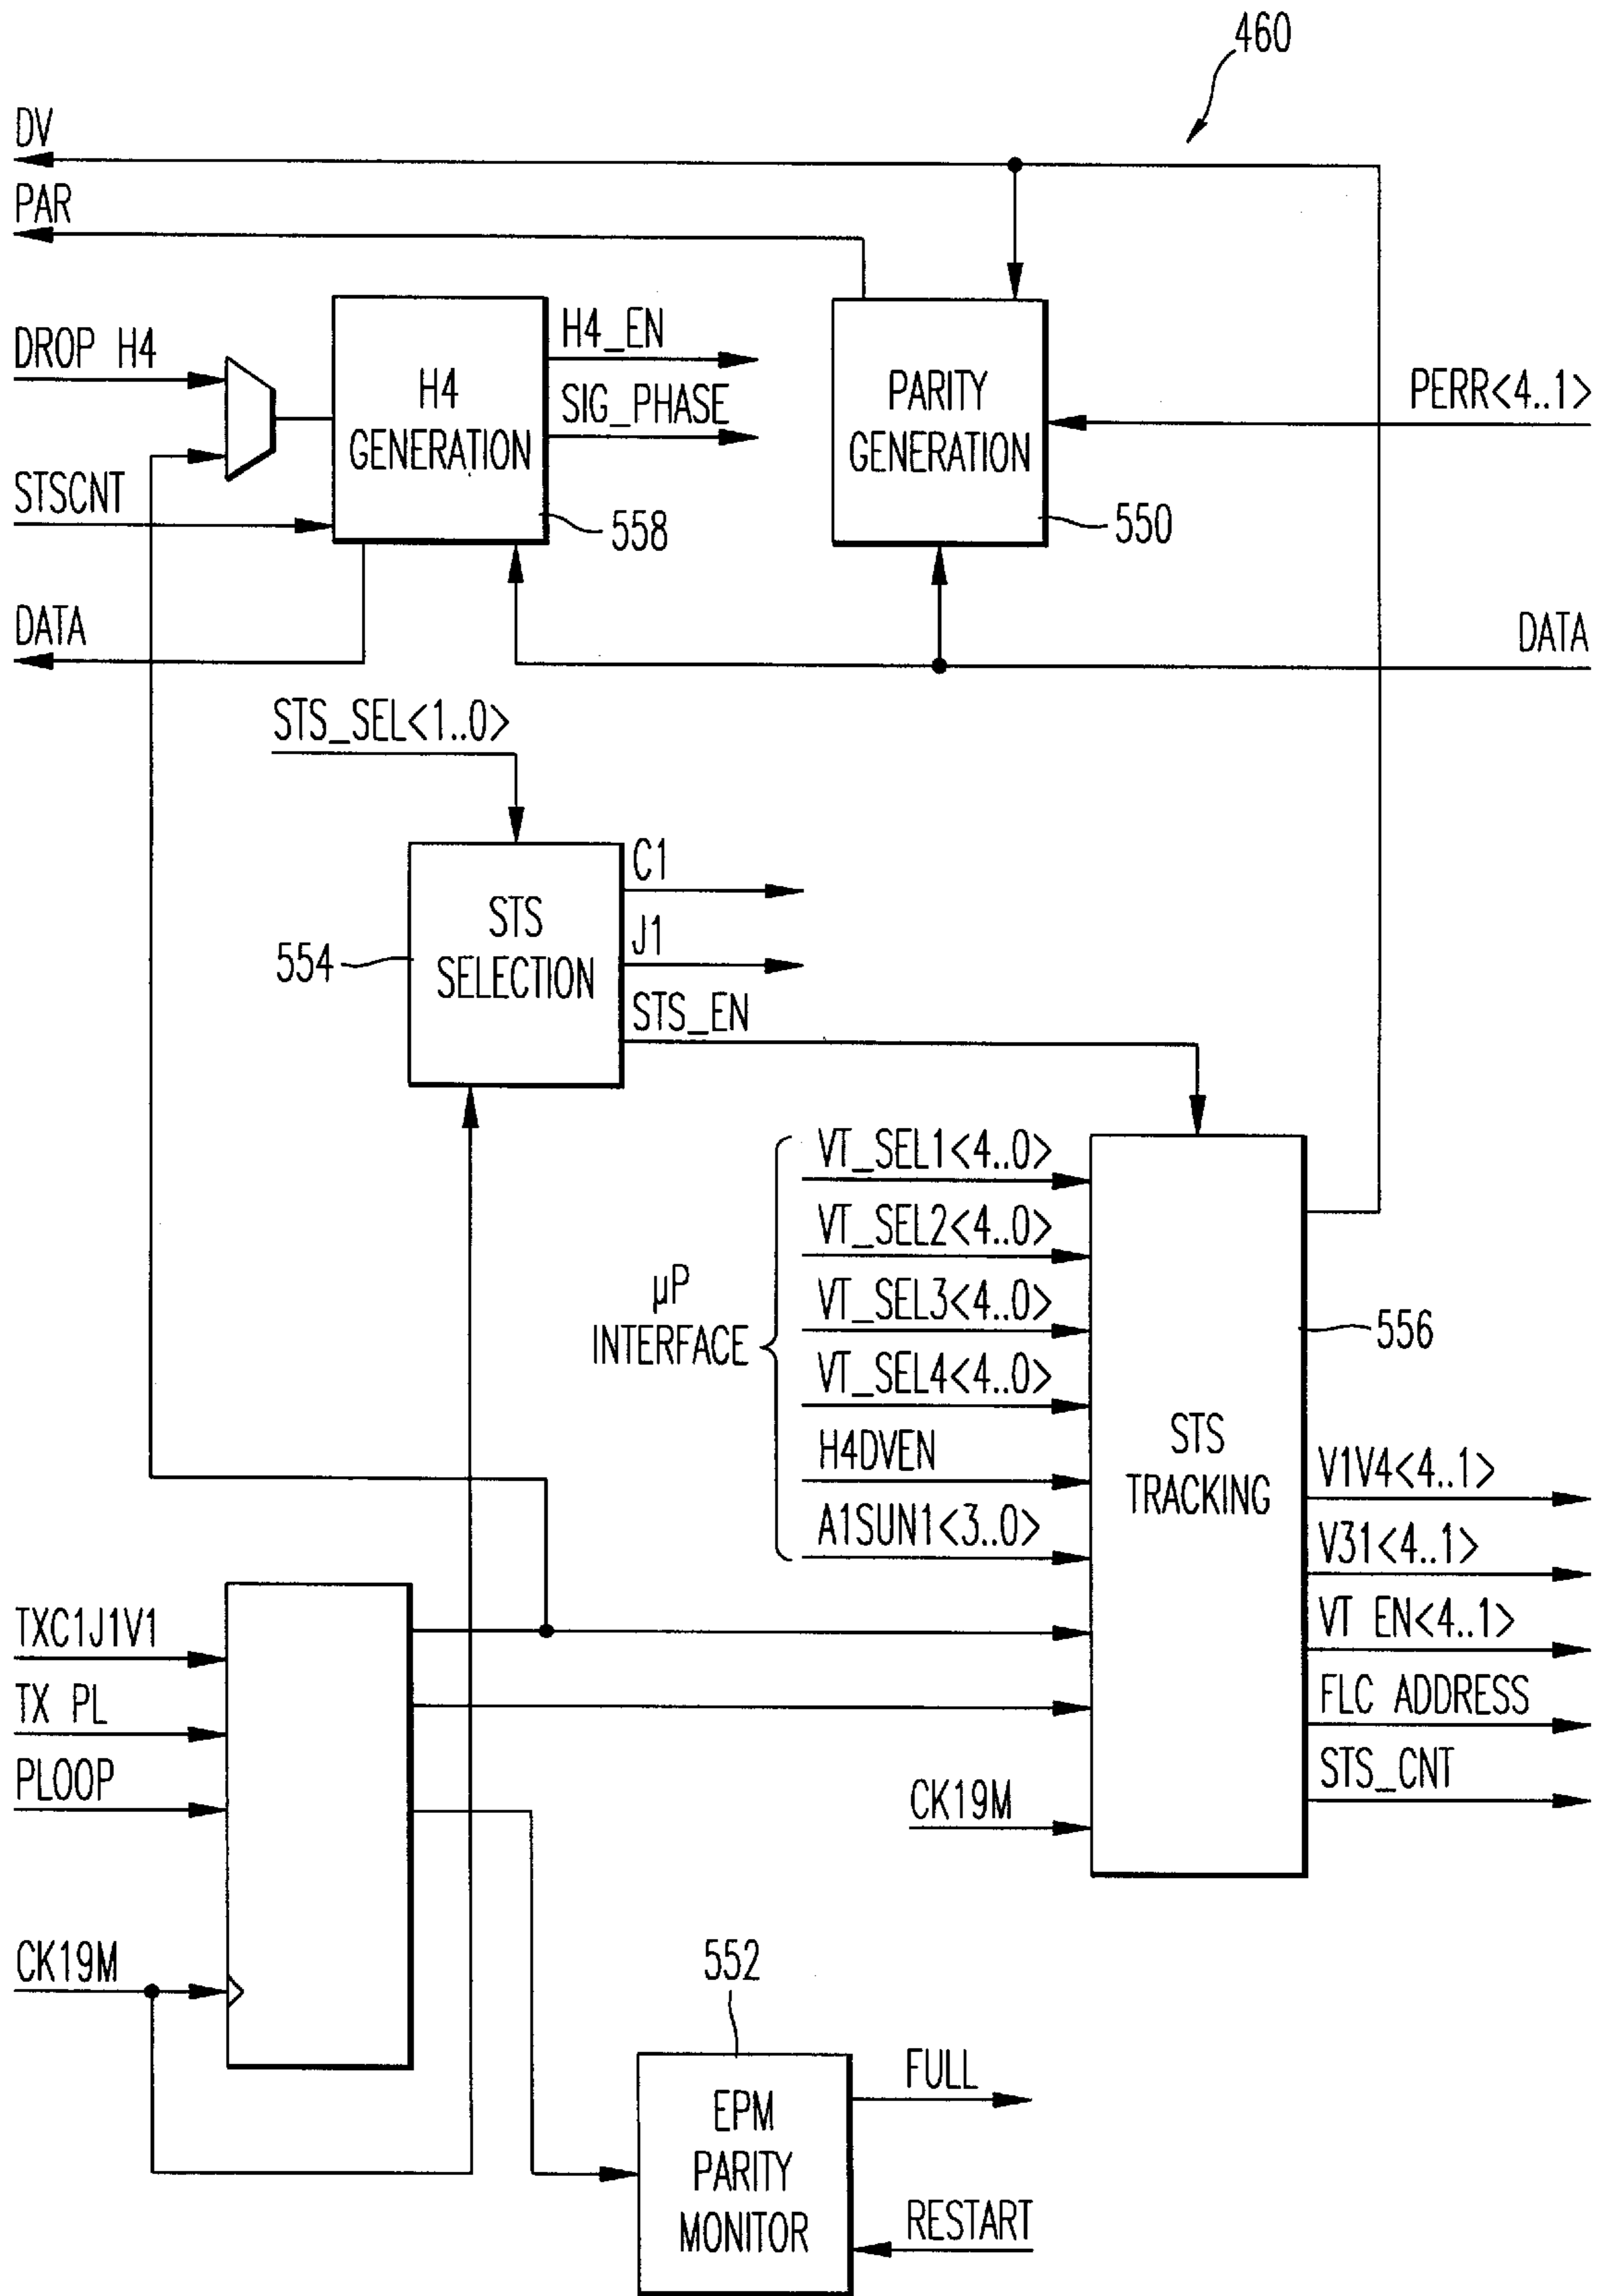 460
DV
PAR
DROP H4
STSCNT
DATA
H4
GENERATION
558
H4_EN
SIG_PHASE
PARITY
GENERATION
550
PERR<4..1>
DATA
STS_SEL<1..0>
STS
SELECTION
554
C1
J1
STS_EN
µP
INTERFACE
VT_SEL1<4..0>
VT_SEL2<4..0>
VT_SEL3<4..0>
VT_SEL4<4..0>
H4DVEN
A1SUN1<3..0>
CK19M
STS
TRACKING
556
V1V4<4..1>
V31<4..1>
VT EN<4..1>
FLC ADDRESS
STS_CNT
TXC1J1V1
TX PL
PLOOP
CK19M
552
EPM
PARITY
MONITOR
FULL
RESTART